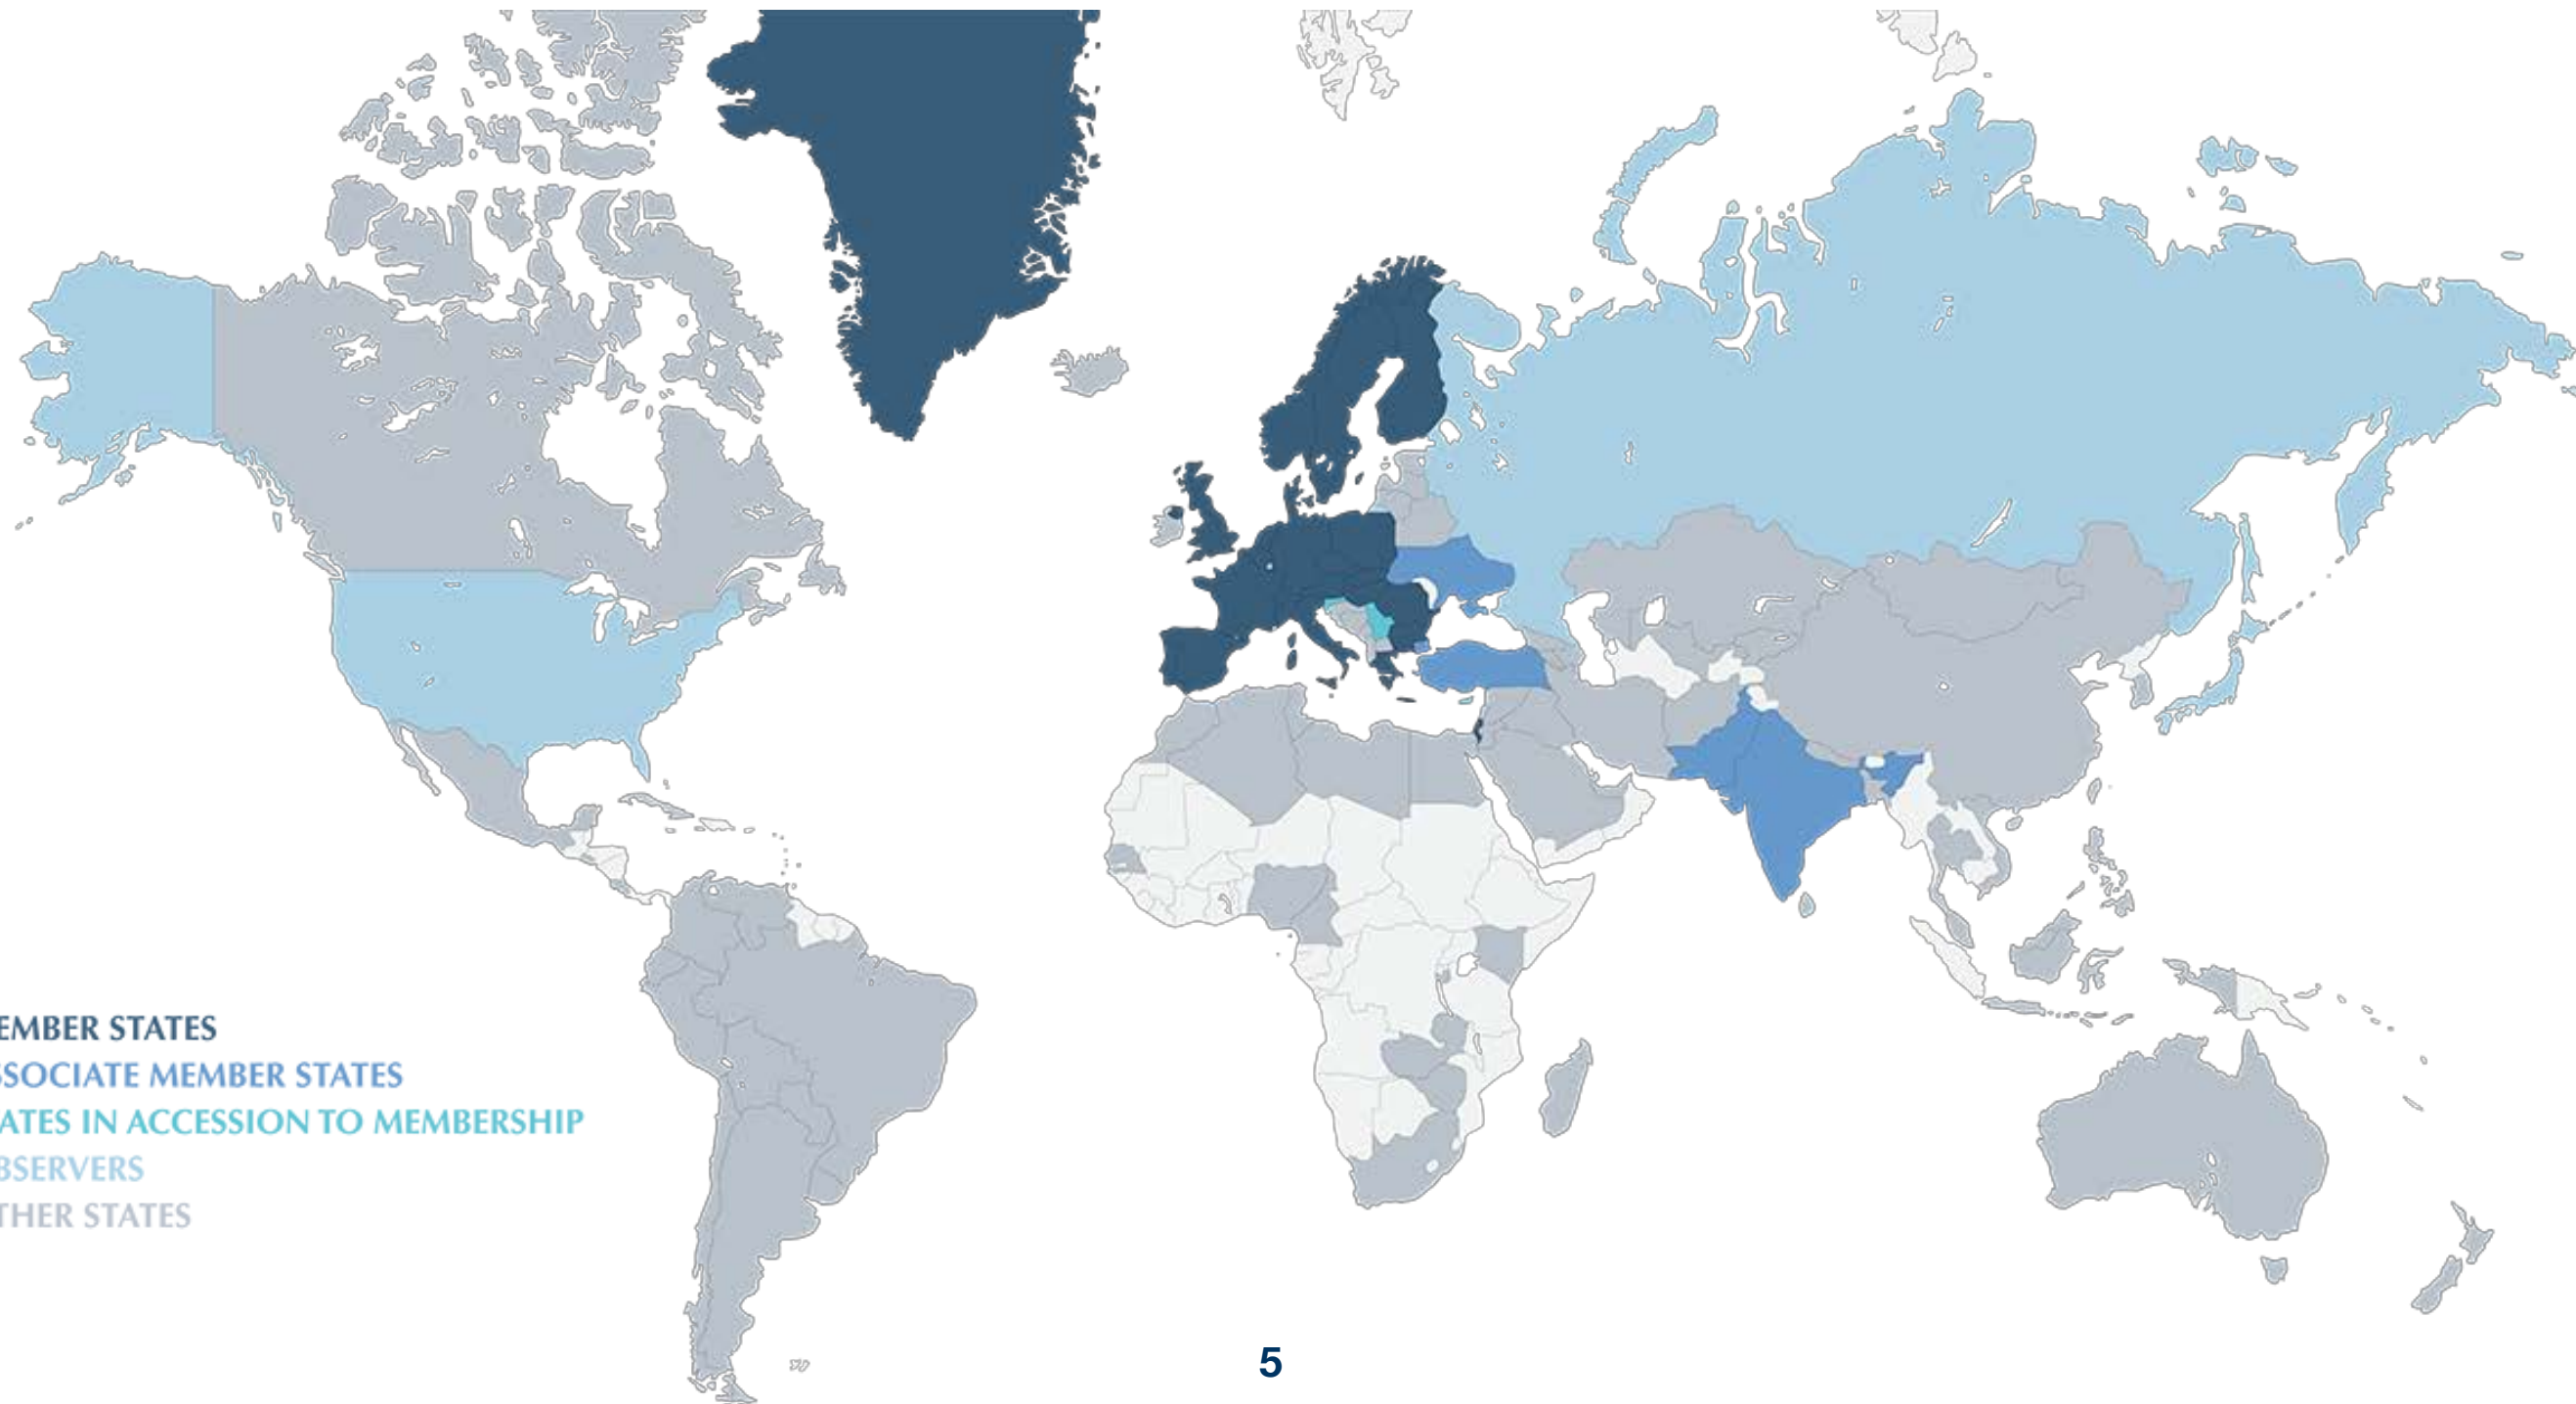 EMBER STATES
SSOCIATE MEMBER STATES
ATES IN ACCESSION TO MEMBERSHIP
BSERVERS
THER STATES
5